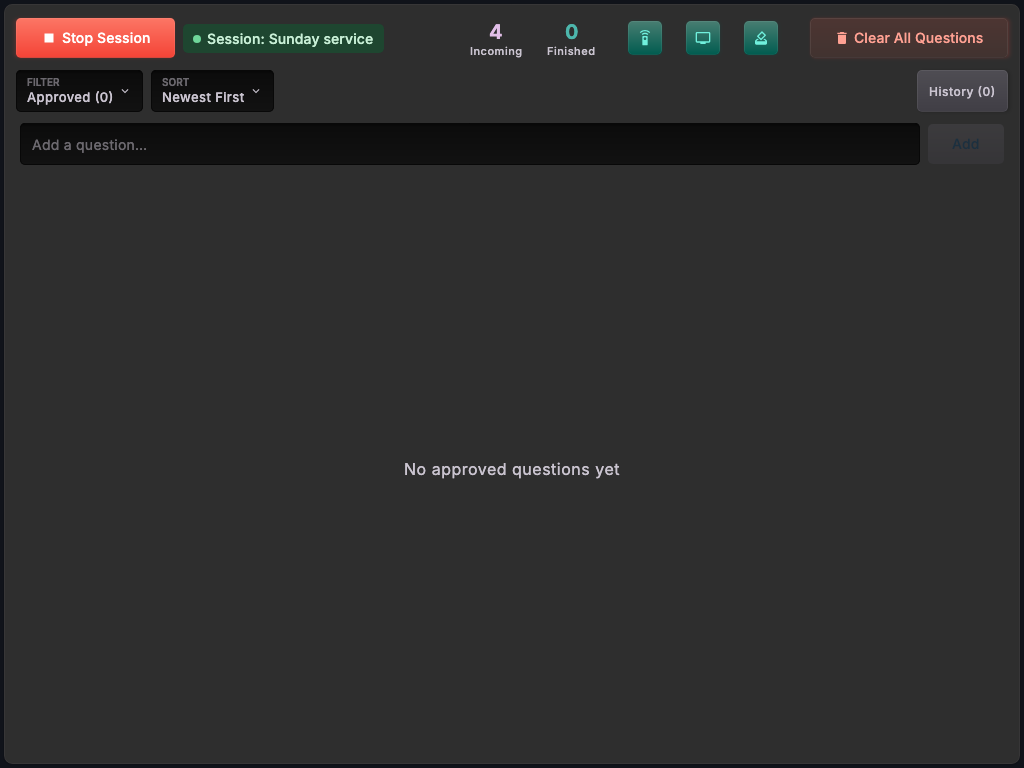 Stop Session
Session: Sunday service
4
Incoming
0
Finished
Clear All Questions
FILTER
Approved (0)
SORT
Newest First
History (0)
Add a question...
Add
No approved questions yet